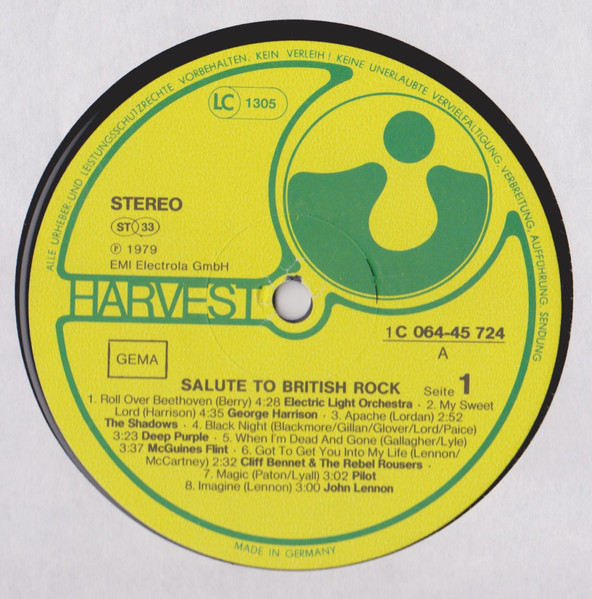 ALLE URHEBER-UND LEISTUNGSSCHUTZRECHTE VORBEHALTEN. KEIN VERLEIH! KEINE UNERLAUBTE VERVIELFÄLTIGUNG, VERBREITUNG, AUFFÜHRUNG, SENDUNG
LC 1305
STEREO
ST 33
℗ 1979
EMI Electrola GmbH
HARVEST
1C 064-45 724
A
GEMA
SALUTE TO BRITISH ROCK
Seite 1
1. Roll Over Beethoven (Berry) 4:28 Electric Light Orchestra · 2. My Sweet
Lord (Harrison) 4:35 George Harrison · 3. Apache (Lordan) 2:52
The Shadows · 4. Black Night (Blackmore/Gillan/Glover/Lord/Paice)
3:23 Deep Purple · 5. When I'm Dead And Gone (Gallagher/Lyle)
3:37 McGuines Flint · 6. Got To Get You Into My Life (Lennon/
McCartney) 2:32 Cliff Bennet & The Rebel Rousers ·
7. Magic (Paton/Lyall) 3:02 Pilot
8. Imagine (Lennon) 3:00 John Lennon
MADE IN GERMANY